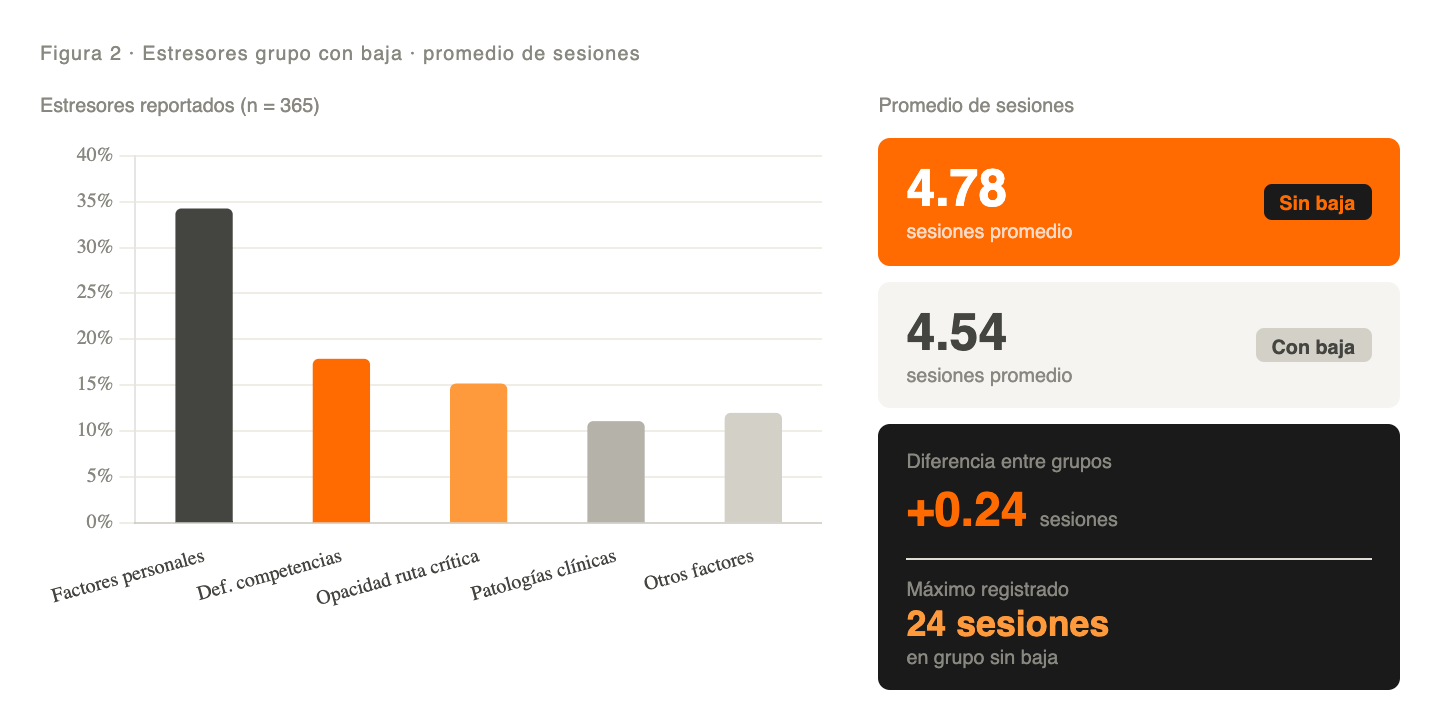 Figura 2 · Estresores grupo con baja · promedio de sesiones
Estresores reportados (n = 365)
40%
35%
30%
25%
20%
15%
10%
5%
0%
Factores personales
Def. competencias
Opacidad ruta crítica
Patologías clínicas
Otros factores
Promedio de sesiones
4.78
sesiones promedio
Sin baja
4.54
sesiones promedio
Con baja
Diferencia entre grupos
+0.24 sesiones
Máximo registrado
24 sesiones
en grupo sin baja